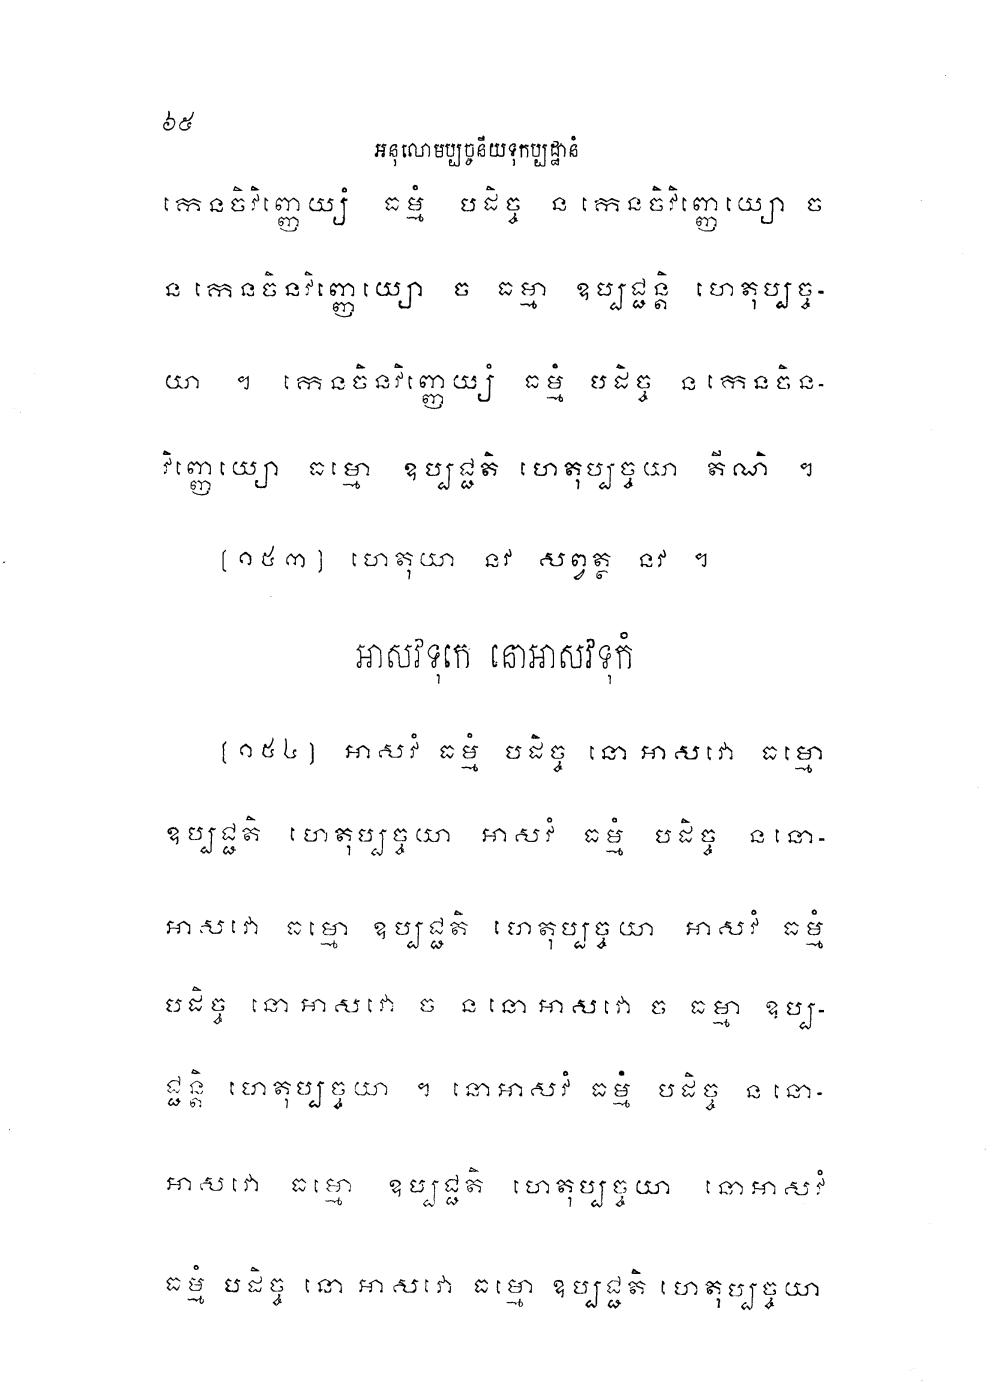 ៦៥
អនុលោមប្បច្ចនីយទុកប្បដ្ឋានំ
កេនចិវិញ្ញេយ្យំ ធម្មំ បដិច្ច ន កេនចិវិញ្ញេយ្យោ ច
ន កេនចិនវិញ្ញេយ្យោ ច ធម្មា ឧប្បជ្ជន្តិ ហេតុប្បច្ច-
យា ។ កេនចិនវិញ្ញេយ្យំ ធម្មំ បដិច្ច ន កេនចិន-
វិញ្ញេយ្យោ ធម្មោ ឧប្បជ្ជតិ ហេតុប្បច្ចយា តីណិ ។
[១៥៣] ហេតុយា នវ សព្វត្ថ នវ ។
អាសវទុកេ នោអាសវទុកំ
[១៥៤] អាសវំ ធម្មំ បដិច្ច នោ អាសវោ ធម្មោ
ឧប្បជ្ជតិ ហេតុប្បច្ចយា អាសវំ ធម្មំ បដិច្ច ននោ-
អាសវោ ធម្មោ ឧប្បជ្ជតិ ហេតុប្បច្ចយា អាសវំ ធម្មំ
បដិច្ច នោ អាសវោ ច ននោ អាសវោ ច ធម្មា ឧប្ប-
ជ្ជន្តិ ហេតុប្បច្ចយា ។ នោអាសវំ ធម្មំ បដិច្ច ន នោ-
អាសវោ ធម្មោ ឧប្បជ្ជតិ ហេតុប្បច្ចយា នោអាសវំ
ធម្មំ បដិច្ច នោ អាសវោ ធម្មោ ឧប្បជ្ជតិ ហេតុប្បច្ចយា